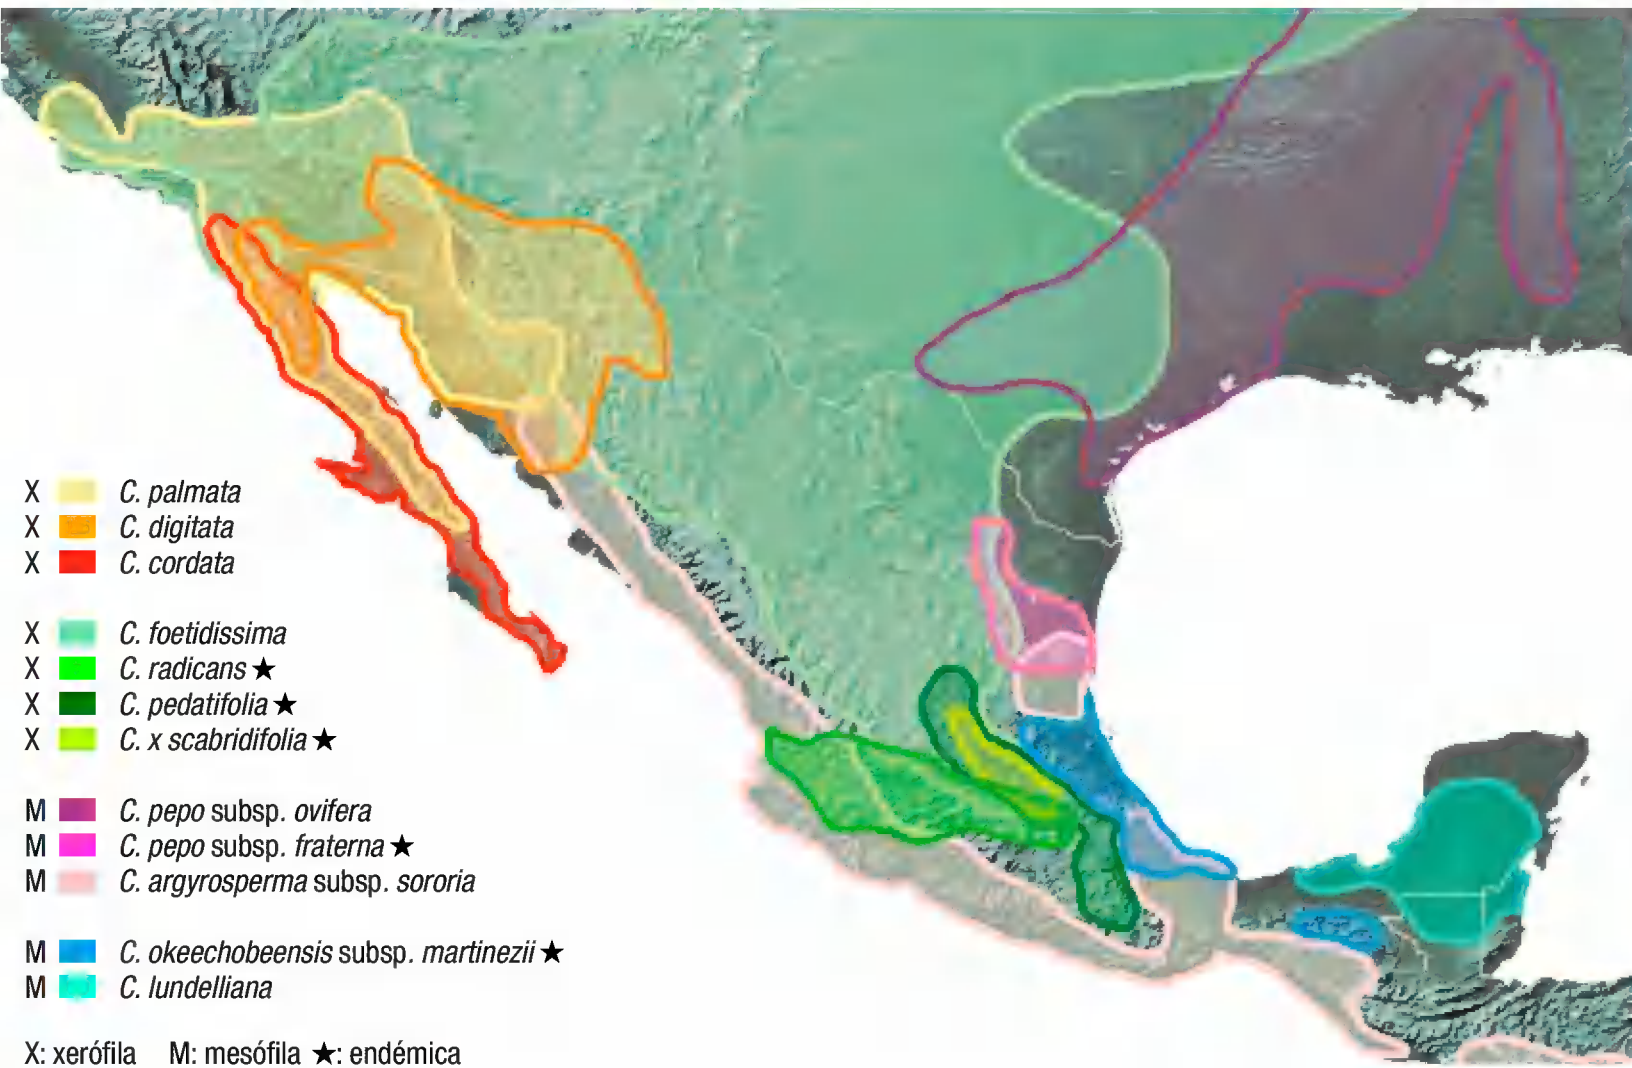 X C. palmata
X C. digitata
X C. cordata
X C. foetidissima
X C. radicans ★
X C. pedatifolia ★
X C. x scabridifolia ★
M C. pepo subsp. ovifera
M C. pepo subsp. fraterna ★
M C. argyrosperma subsp. sororia
M C. okeechobeensis subsp. martinezii ★
M C. lundelliana
X: xerófila M: mesófila ★: endémica